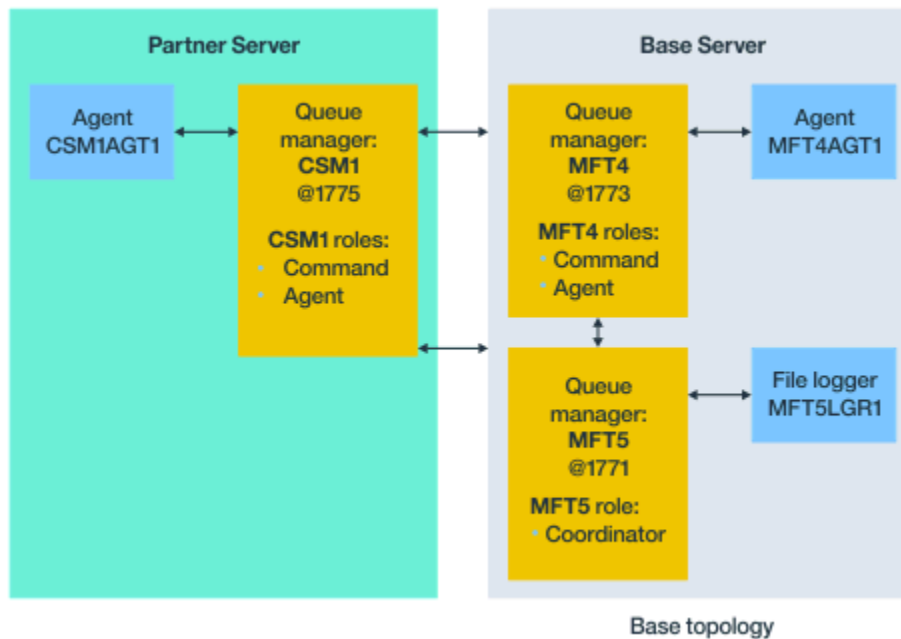 Partner Server
Agent
CSM1AGT1
Queue
manager:
CSM1
@1775
CSM1 roles:
• Command
• Agent
Base Server
Queue
manager:
MFT4
@1773
MFT4 roles:
• Command
• Agent
Agent
MFT4AGT1
Queue
manager:
MFT5
@1771
MFT5 role:
• Coordinator
File logger
MFT5LGR1
Base topology